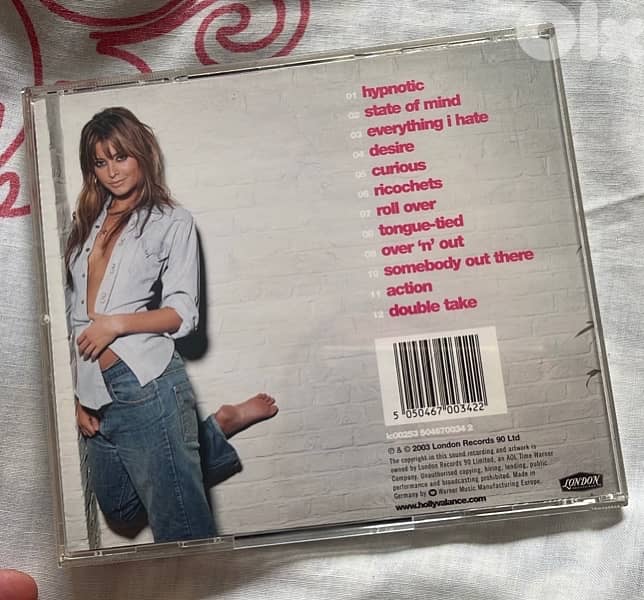 olx
01 hypnotic
02 state of mind
03 everything i hate
04 desire
05 curious
06 ricochets
07 roll over
08 tongue-tied
09 over 'n' out
10 somebody out there
11 action
12 double take
5 050467 003422
lc00253 504670034 2
℗ & © 2003 London Records 90 Ltd
The copyright in this sound recording and artwork is
owned by London Records 90 Limited, an AOL Time Warner
Company. Unauthorised copying, hiring, lending, public
performance and broadcasting prohibited. Made in
Germany by Warner Music Manufacturing Europe.
www.hollyvalance.com
LONDON